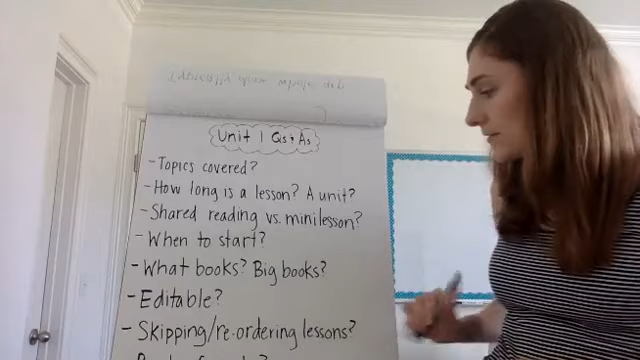 Unit 1 Qs + As
- Topics covered?
- How long is a lesson? A unit?
- Shared reading vs. minilesson?
- When to start?
- What books? Big books?
- Editable?
- Skipping/re-ordering lessons?